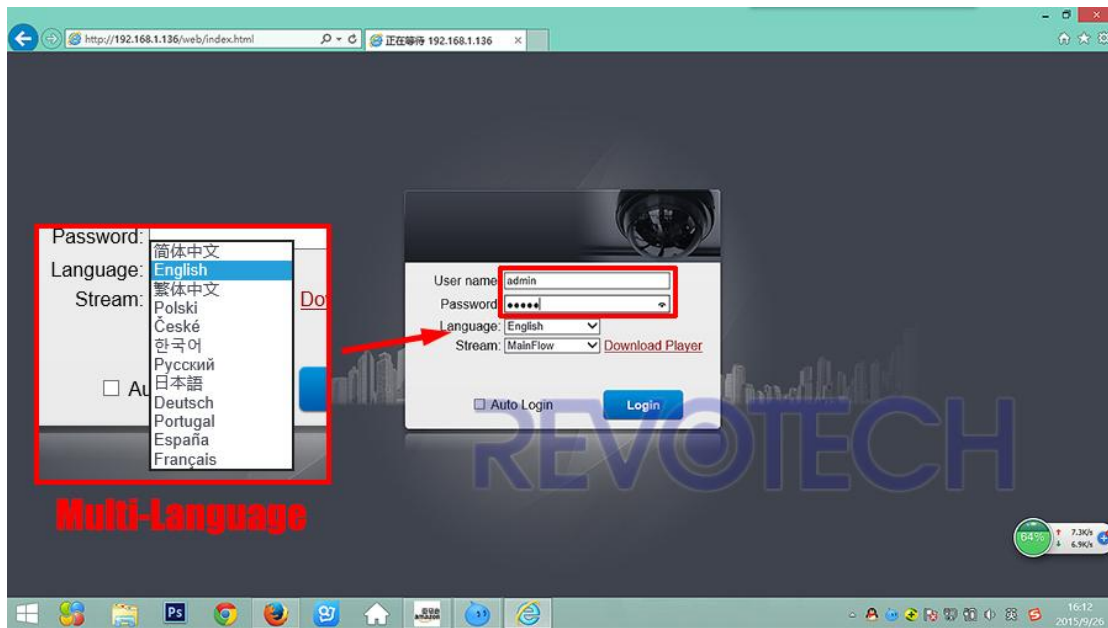 http://192.168.1.136/web/index.html
正在等待 192.168.1.136
Password:
简体中文
Language:
English
繁体中文
Stream:
Polski
České
한국어
Русский
日本語
Deutsch
Portugal
España
Français
Multi-Language
User name
admin
Password
Language: English
Stream: MainFlow Download Player
Auto Login
Login
REVOTECH
64%
7.3K/s
6.9K/s
Ps
amazon
英
16:12
2015/9/26